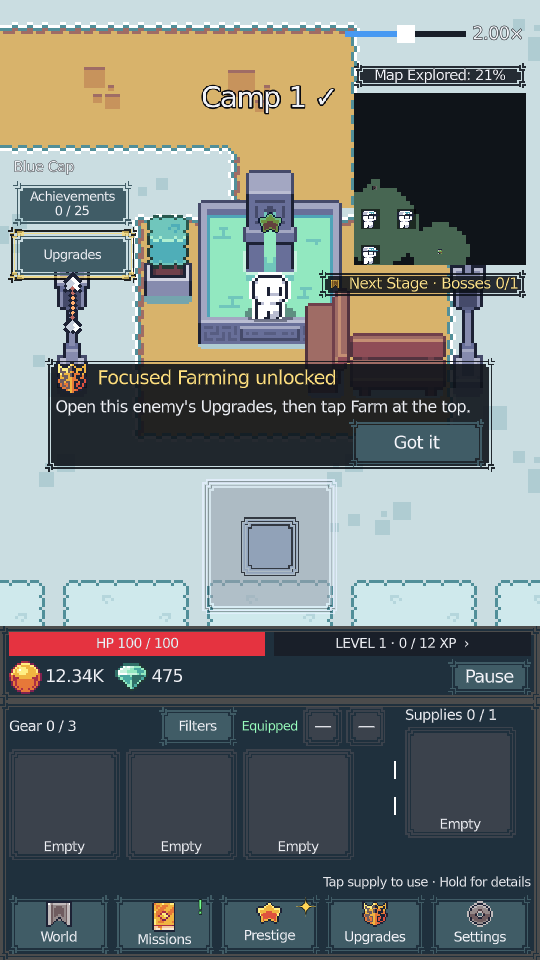 2.00×
Map Explored: 21%
Camp 1 ✓
Blue Cap
Achievements
0 / 25
Upgrades
Next Stage · Bosses 0/1
Focused Farming unlocked
Open this enemy's Upgrades, then tap Farm at the top.
Got it
HP 100 / 100
LEVEL 1 · 0 / 12 XP ›
12.34K
475
Pause
Gear 0 / 3
Filters
Equipped
—
—
Supplies 0 / 1
Empty
Empty
Empty
Empty
Tap supply to use · Hold for details
World
Missions
Prestige
Upgrades
Settings